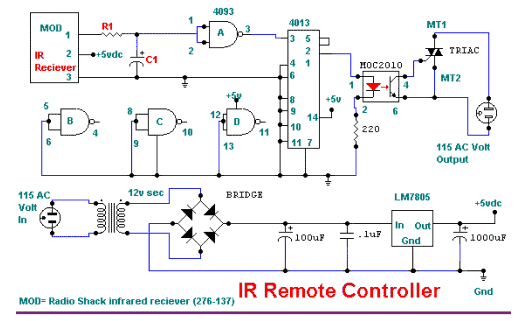 4093
4013
MOD 1
R1
1
2
A
3
3
5
2
1
MT1
TRIAC
MT2
IR
Reciever
2
+5vdc
3
C1
MOC2010
1
4
2
6
4
6
8
9
10
11
14
7
+5v
220
115 AC Volt
Output
5
6
B
4
8
9
C
10
+5v
12
13
D
11
115 AC
Volt
In
12v sec
BRIDGE
LM7805
In Out
Gnd
+5vdc
100uF
.1uF
1000uF
IR Remote Controller
Gnd
MOD= Radio Shack infrared reciever (276-137)